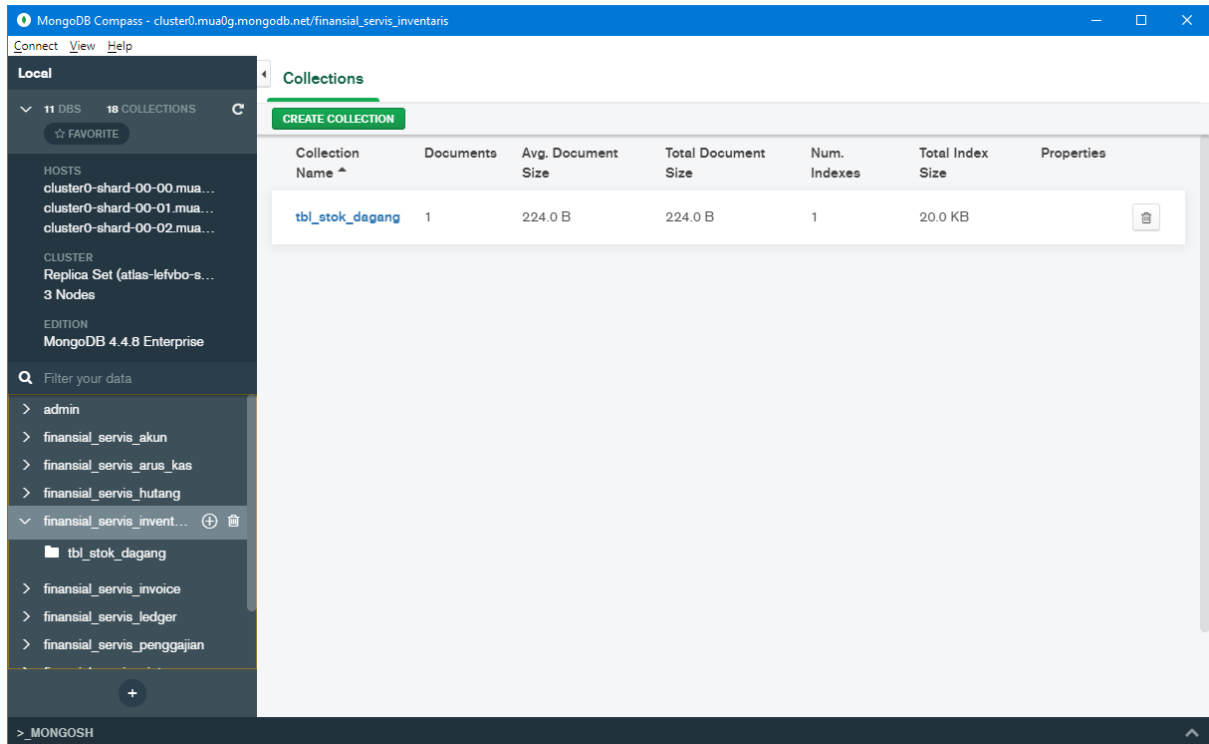 MongoDB Compass - cluster0.mua0g.mongodb.net/finansial_servis_inventaris
Connect View Help
Local
11 DBS 18 COLLECTIONS
☆ FAVORITE
HOSTS
cluster0-shard-00-00.mua...
cluster0-shard-00-01.mua...
cluster0-shard-00-02.mua...
CLUSTER
Replica Set (atlas-lefvbo-s...
3 Nodes
EDITION
MongoDB 4.4.8 Enterprise
Filter your data
admin
finansial_servis_akun
finansial_servis_arus_kas
finansial_servis_hutang
finansial_servis_invent...
tbl_stok_dagang
finansial_servis_invoice
finansial_servis_ledger
finansial_servis_penggajian
+
>_MONGOSH
Collections
CREATE COLLECTION
Collection Name Documents Avg. Document Size Total Document Size Num. Indexes Total Index Size Properties
tbl_stok_dagang 1 224.0 B 224.0 B 1 20.0 KB